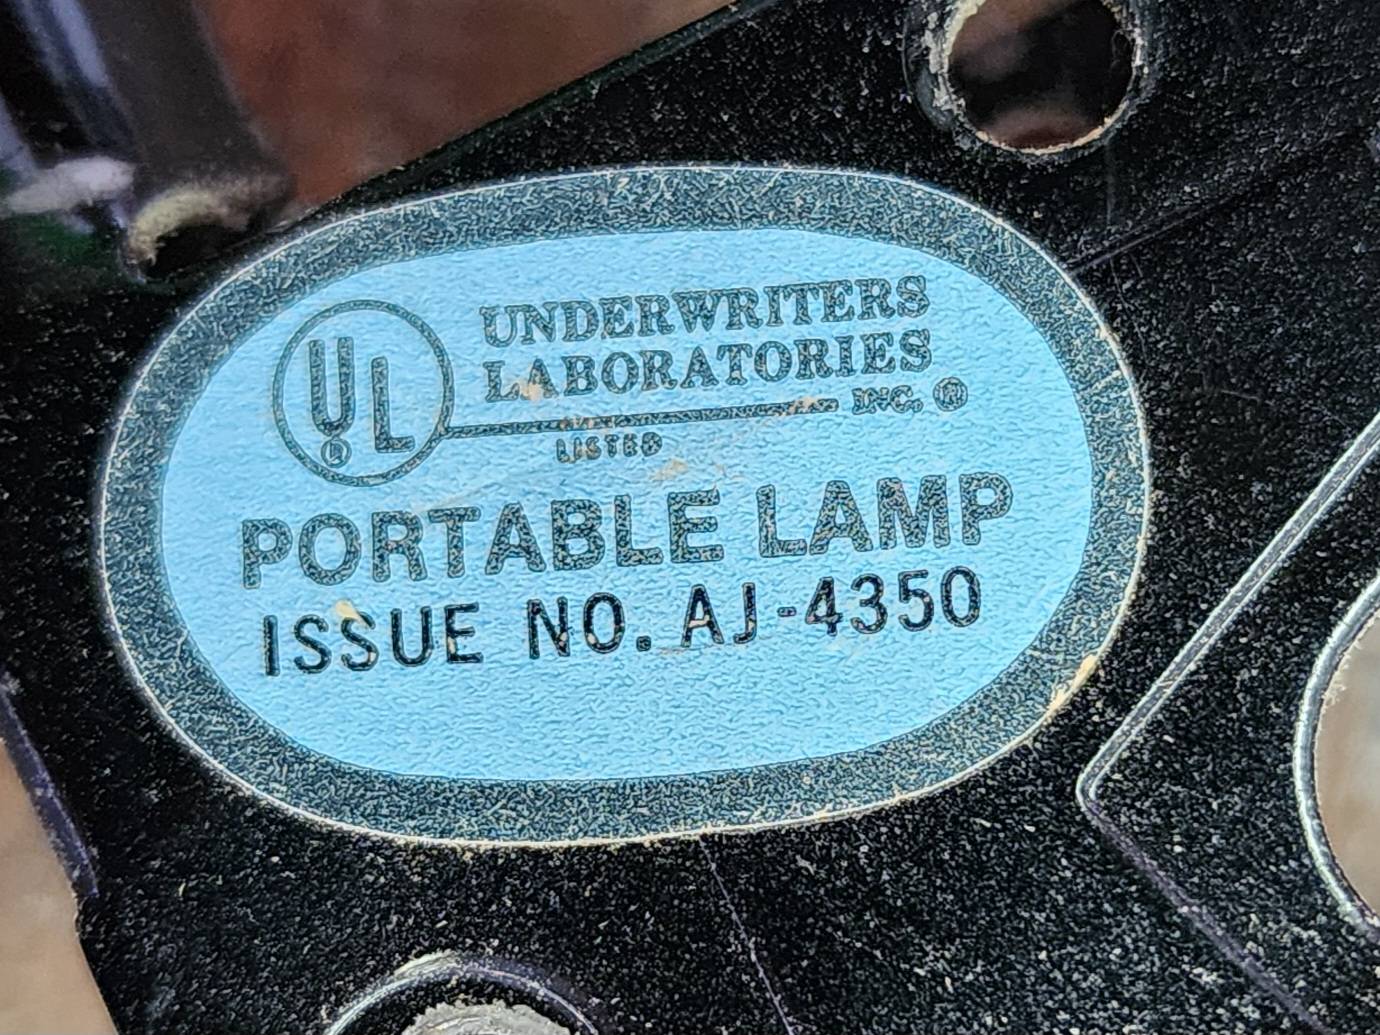 UL®
UNDERWRITERS
LABORATORIES
INC. ®
LISTED
PORTABLE LAMP
ISSUE NO. AJ-4350